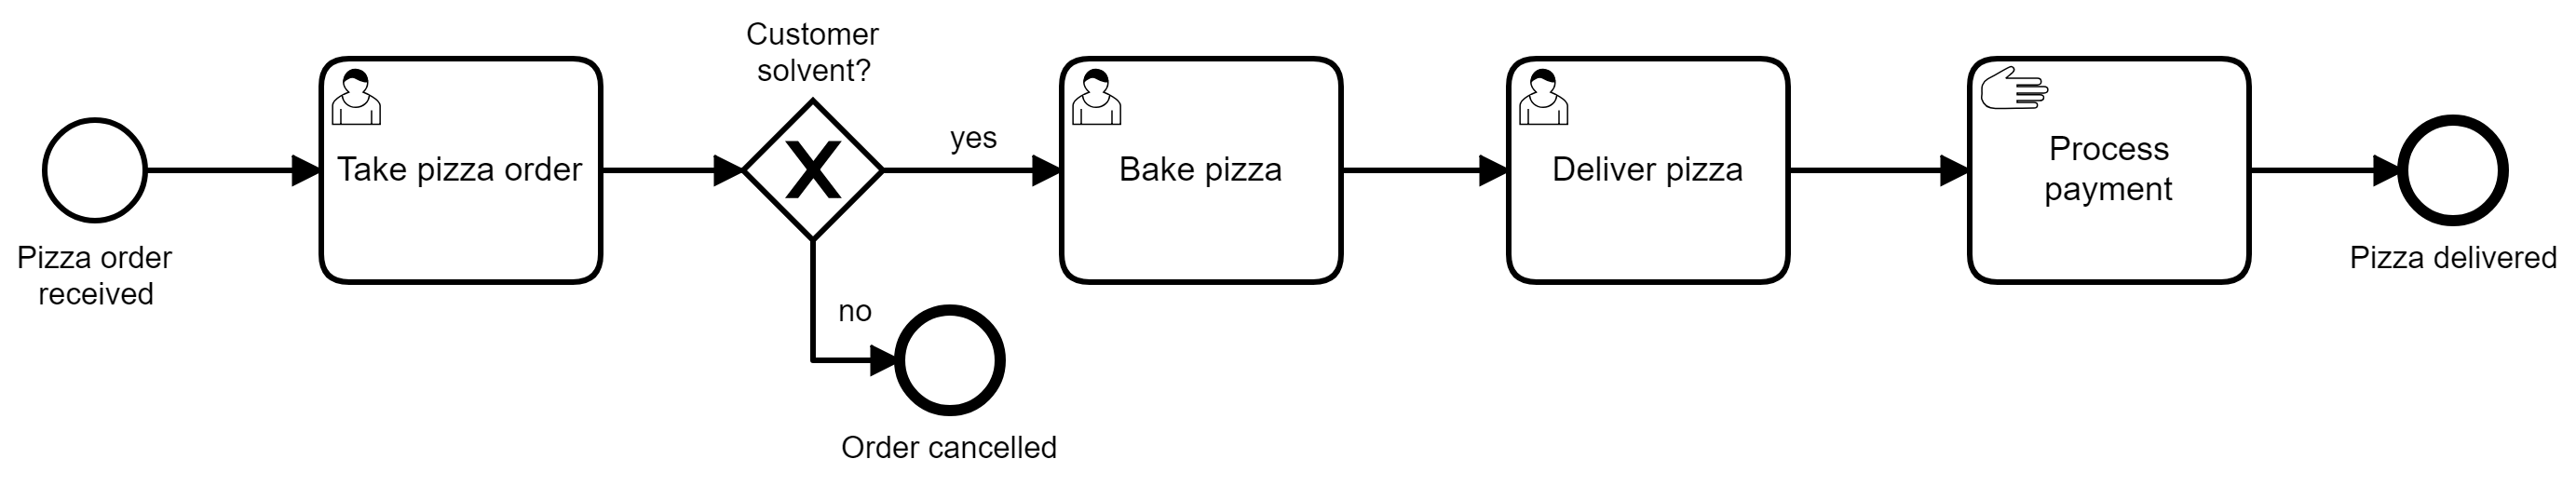 Pizza order
received
Take pizza order
Customer
solvent?
yes
no
Order cancelled
Bake pizza
Deliver pizza
Process
payment
Pizza delivered